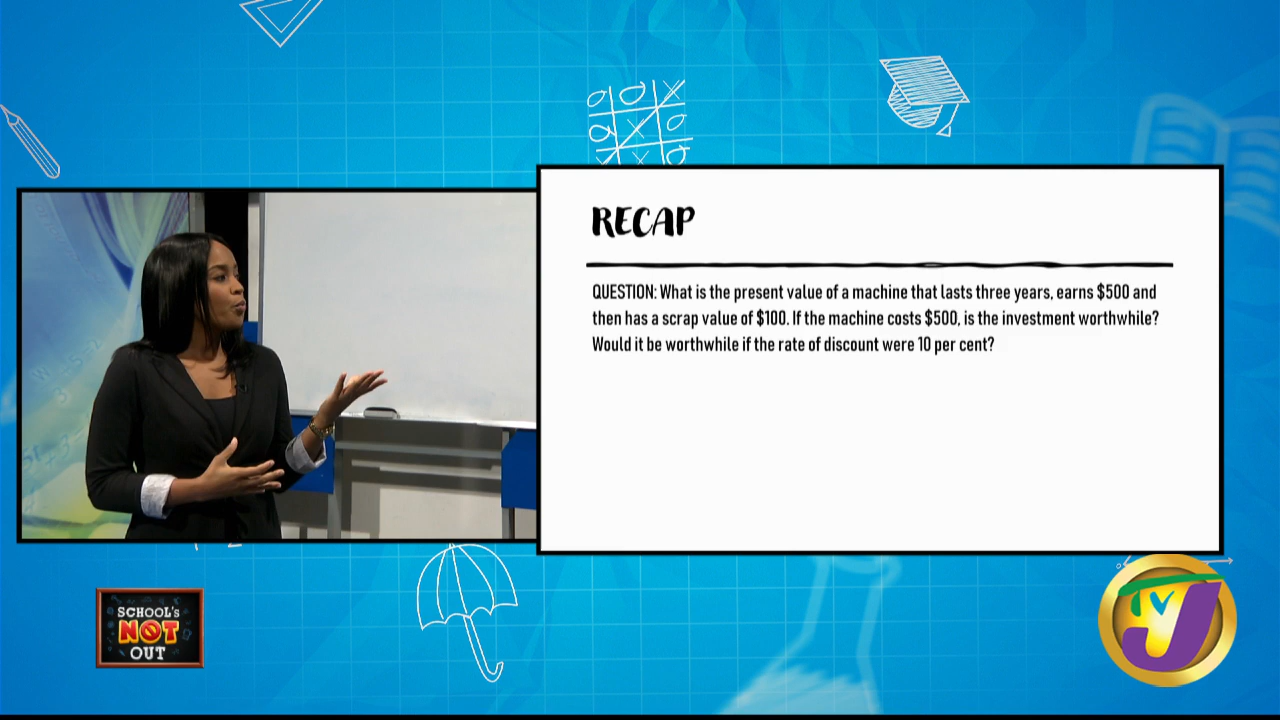 RECAP
QUESTION: What is the present value of a machine that lasts three years, earns $500 and
then has a scrap value of $100. If the machine costs $500, is the investment worthwhile?
Would it be worthwhile if the rate of discount were 10 per cent?
SCHOOL's
NOT
OUT
TVJ